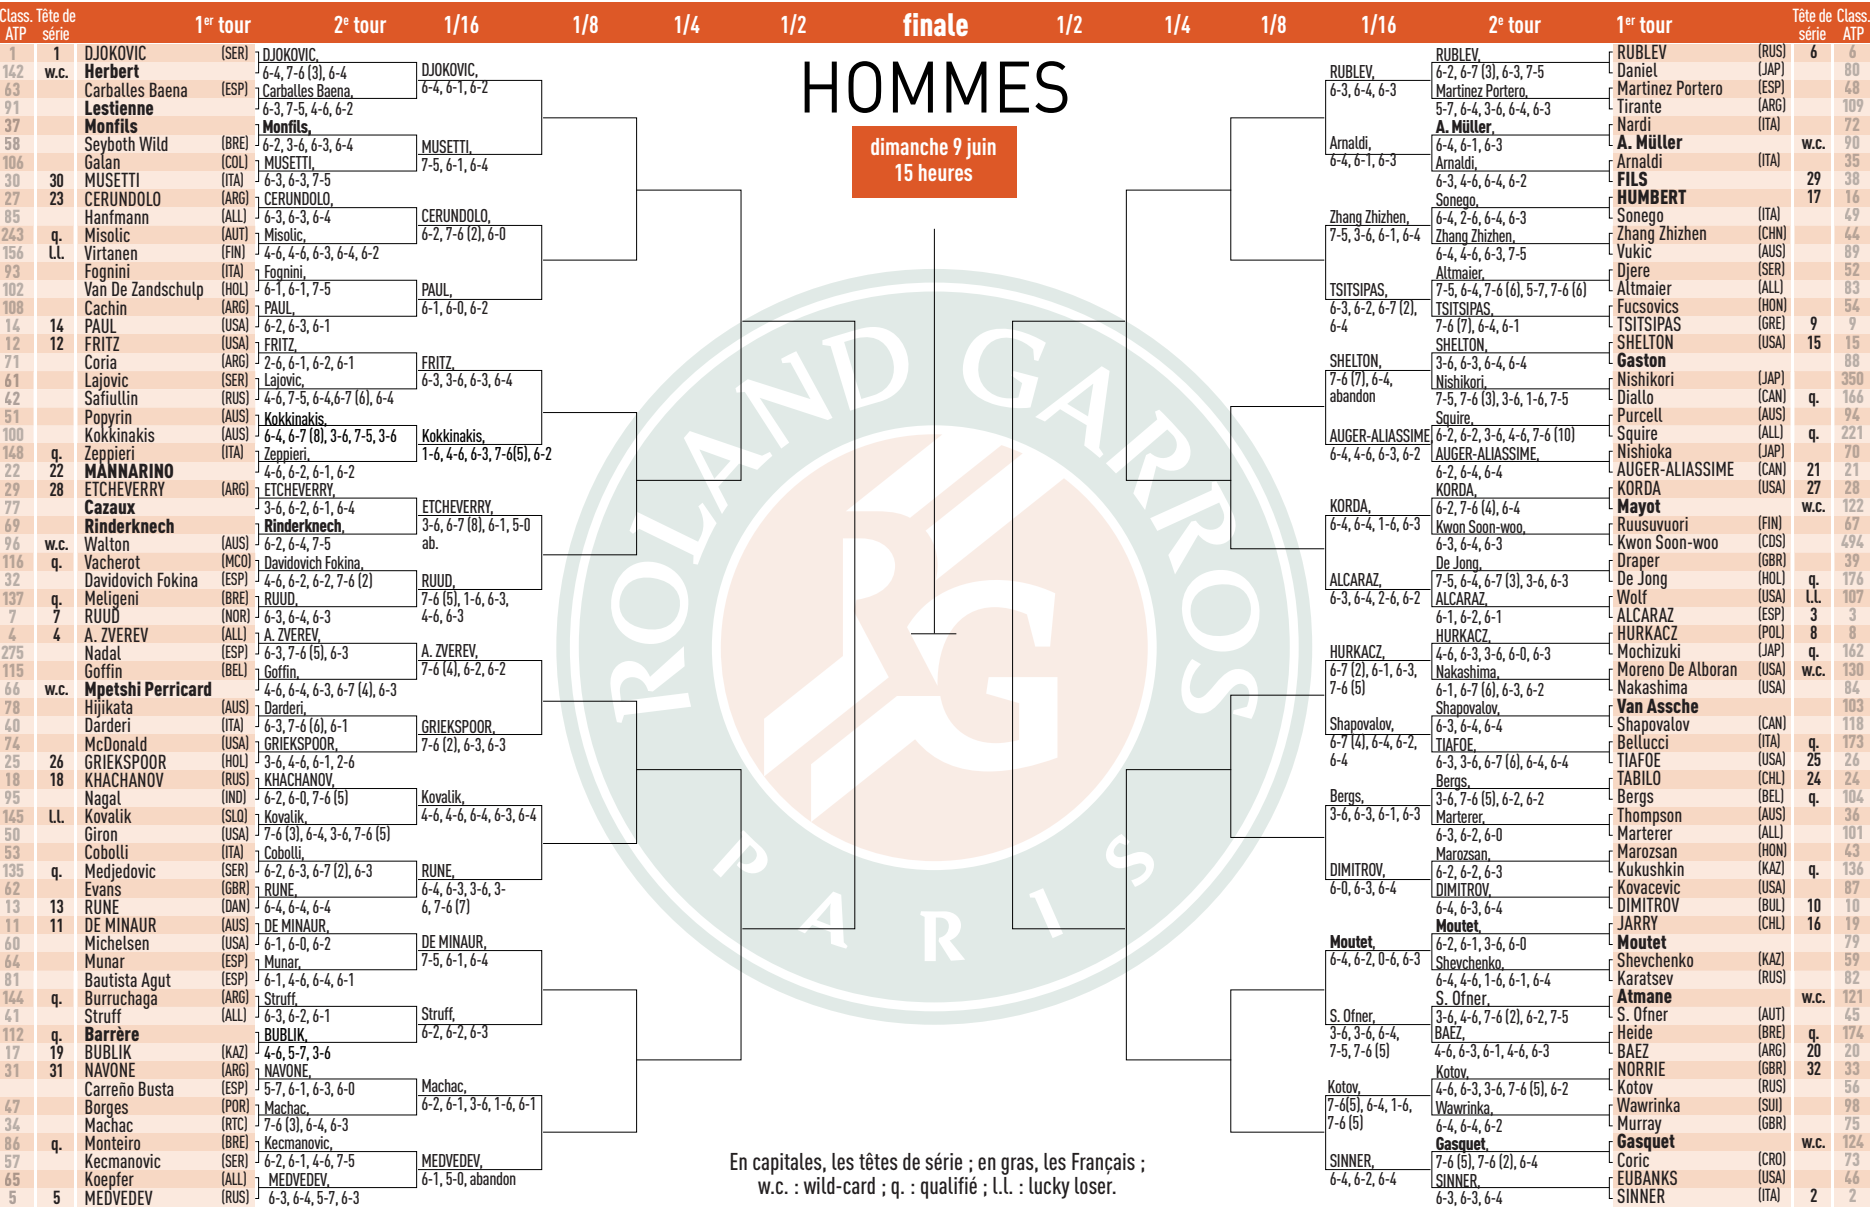 Class. ATP Tête de série 1er tour 2e tour 1/16 1/8 1/4 1/2 finale 1/2 1/4 1/8 1/16 2e tour 1er tour Tête de série Class. ATP
1 1 DJOKOVIC (SER)
142 w.c. Herbert
63 Carballes Baena (ESP)
91 Lestienne
37 Monfils
58 Seyboth Wild (BRE)
106 Galan (COL)
30 30 MUSETTI (ITA)
27 23 CERUNDOLO (ARG)
85 Hanfmann (ALL)
243 q. Misolic (AUT)
156 l.l. Virtanen (FIN)
93 Fognini (ITA)
102 Van De Zandschulp (HOL)
108 Cachin (ARG)
14 14 PAUL (USA)
12 12 FRITZ (USA)
71 Coria (ARG)
61 Lajovic (SER)
42 Safiullin (RUS)
51 Popyrin (AUS)
100 Kokkinakis (AUS)
148 q. Zeppieri (ITA)
22 22 MANNARINO
29 28 ETCHEVERRY (ARG)
77 Cazaux
69 Rinderknech
96 w.c. Walton (AUS)
116 q. Vacherot (MCO)
32 Davidovich Fokina (ESP)
137 q. Meligeni (BRE)
7 7 RUUD (NOR)
4 4 A. ZVEREV (ALL)
275 Nadal (ESP)
115 Goffin (BEL)
66 w.c. Mpetshi Perricard
78 Hijikata (AUS)
40 Darderi (ITA)
74 McDonald (USA)
25 26 GRIEKSPOOR (HOL)
18 18 KHACHANOV (RUS)
95 Nagal (IND)
145 l.l. Kovalik (SLQ)
50 Giron (USA)
53 Cobolli (ITA)
135 q. Medjedovic (SER)
62 Evans (GBR)
13 13 RUNE (DAN)
11 11 DE MINAUR (AUS)
60 Michelsen (USA)
64 Munar (ESP)
81 Bautista Agut (ESP)
144 q. Burruchaga (ARG)
41 Struff (ALL)
112 q. Barrère
17 19 BUBLIK (KAZ)
31 31 NAVONE (ARG)
Carreño Busta (ESP)
47 Borges (POR)
34 Machac (RTC)
86 q. Monteiro (BRE)
57 Kecmanovic (SER)
65 Koepfer (ALL)
5 5 MEDVEDEV (RUS)
DJOKOVIC,
6-4, 7-6 (3), 6-4
Carballes Baena,
6-3, 7-5, 4-6, 6-2
Monfils,
6-2, 3-6, 6-3, 6-4
MUSETTI,
6-3, 6-3, 7-5
CERUNDOLO,
6-3, 6-3, 6-4
Misolic,
4-6, 4-6, 6-3, 6-4, 6-2
Fognini,
6-1, 6-1, 7-5
PAUL,
6-2, 6-3, 6-1
FRITZ,
2-6, 6-1, 6-2, 6-1
Lajovic,
4-6, 7-5, 6-4,6-7 (6), 6-4
Kokkinakis,
6-4, 6-7 (8), 3-6, 7-5, 3-6
Zeppieri,
4-6, 6-2, 6-1, 6-2
ETCHEVERRY,
3-6, 6-2, 6-1, 6-4
Rinderknech,
6-2, 6-4, 7-5
Davidovich Fokina,
4-6, 6-2, 6-2, 7-6 (2)
RUUD,
6-3, 6-4, 6-3
A. ZVEREV,
6-3, 7-6 (5), 6-3
Goffin,
4-6, 6-4, 6-3, 6-7 (4), 6-3
Darderi,
6-3, 7-6 (6), 6-1
GRIEKSPOOR,
3-6, 4-6, 6-1, 2-6
KHACHANOV,
6-2, 6-0, 7-6 (5)
Kovalik,
7-6 (3), 6-4, 3-6, 7-6 (5)
Cobolli,
6-2, 6-3, 6-7 (2), 6-3
RUNE,
6-4, 6-4, 6-4
DE MINAUR,
6-1, 6-0, 6-2
Munar,
6-1, 4-6, 6-4, 6-1
Struff,
6-3, 6-2, 6-1
BUBLIK,
4-6, 5-7, 3-6
NAVONE,
5-7, 6-1, 6-3, 6-0
Machac,
7-6 (3), 6-4, 6-3
Kecmanovic,
6-2, 6-1, 4-6, 7-5
MEDVEDEV,
6-3, 6-4, 5-7, 6-3
DJOKOVIC,
6-4, 6-1, 6-2
MUSETTI,
7-5, 6-1, 6-4
CERUNDOLO,
6-2, 7-6 (2), 6-0
PAUL,
6-1, 6-0, 6-2
FRITZ,
6-3, 3-6, 6-3, 6-4
Kokkinakis,
1-6, 4-6, 6-3, 7-6(5), 6-2
ETCHEVERRY,
3-6, 6-7 (8), 6-1, 5-0
ab.
RUUD,
7-6 (5), 1-6, 6-3,
4-6, 6-3
A. ZVEREV,
7-6 (4), 6-2, 6-2
GRIEKSPOOR,
7-6 (2), 6-3, 6-3
Kovalik,
4-6, 4-6, 6-4, 6-3, 6-4
RUNE,
6-4, 6-3, 3-6, 3-
6, 7-6 (7)
DE MINAUR,
7-5, 6-1, 6-4
Struff,
6-2, 6-2, 6-3
Machac,
6-2, 6-1, 3-6, 1-6, 6-1
MEDVEDEV,
6-1, 5-0, abandon
HOMMES
dimanche 9 juin
15 heures
ROLAND GARROS
RG
PARIS
En capitales, les têtes de série ; en gras, les Français ;
w.c. : wild-card ; q. : qualifié ; l.l. : lucky loser.
RUBLEV,
6-3, 6-4, 6-3
Arnaldi,
6-4, 6-1, 6-3
Zhang Zhizhen,
7-5, 3-6, 6-1, 6-4
TSITSIPAS,
6-3, 6-2, 6-7 (2),
6-4
SHELTON,
7-6 (7), 6-4,
abandon
AUGER-ALIASSIME
6-4, 4-6, 6-3, 6-2
KORDA,
6-4, 6-4, 1-6, 6-3
ALCARAZ,
6-3, 6-4, 2-6, 6-2
HURKACZ,
6-7 (2), 6-1, 6-3,
7-6 (5)
Shapovalov,
6-7 (4), 6-4, 6-2,
6-4
Bergs,
3-6, 6-3, 6-1, 6-3
DIMITROV,
6-0, 6-3, 6-4
Moutet,
6-4, 6-2, 0-6, 6-3
S. Ofner,
3-6, 3-6, 6-4,
7-5, 7-6 (5)
Kotov,
7-6(5), 6-4, 1-6,
7-6 (5)
SINNER,
6-4, 6-2, 6-4
RUBLEV,
6-2, 6-7 (3), 6-3, 7-5
Martinez Portero,
5-7, 6-4, 3-6, 6-4, 6-3
A. Müller,
6-4, 6-1, 6-3
Arnaldi,
6-3, 4-6, 6-4, 6-2
Sonego,
6-4, 2-6, 6-4, 6-3
Zhang Zhizhen,
6-4, 4-6, 6-3, 7-5
Altmaier,
7-5, 6-4, 7-6 (6), 5-7, 7-6 (6)
TSITSIPAS,
7-6 (7), 6-4, 6-1
SHELTON,
3-6, 6-3, 6-4, 6-4
Nishikori,
7-5, 7-6 (3), 3-6, 1-6, 7-5
Squire,
6-2, 6-2, 3-6, 4-6, 7-6 (10)
AUGER-ALIASSIME,
6-2, 6-4, 6-4
KORDA,
6-2, 7-6 (4), 6-4
Kwon Soon-woo,
6-3, 6-4, 6-3
De Jong,
7-5, 6-4, 6-7 (3), 3-6, 6-3
ALCARAZ,
6-1, 6-2, 6-1
HURKACZ,
4-6, 6-3, 3-6, 6-0, 6-3
Nakashima,
6-1, 6-7 (6), 6-3, 6-2
Shapovalov,
6-3, 6-4, 6-4
TIAFOE,
6-3, 3-6, 6-7 (6), 6-4, 6-4
Bergs,
3-6, 7-6 (5), 6-2, 6-2
Marterer,
6-3, 6-2, 6-0
Marozsan,
6-2, 6-2, 6-3
DIMITROV,
6-4, 6-3, 6-4
Moutet,
6-2, 6-1, 3-6, 6-0
Shevchenko,
6-4, 4-6, 1-6, 6-1, 6-4
S. Ofner,
3-6, 4-6, 7-6 (2), 6-2, 7-5
BAEZ,
4-6, 6-3, 6-1, 4-6, 6-3
Kotov,
4-6, 6-3, 3-6, 7-6 (5), 6-2
Wawrinka,
6-4, 6-4, 6-2
Gasquet,
7-6 (5), 7-6 (2), 6-4
SINNER,
6-3, 6-3, 6-4
RUBLEV (RUS) 6 6
Daniel (JAP) 80
Martinez Portero (ESP) 48
Tirante (ARG) 109
Nardi (ITA) 72
A. Müller w.c. 90
Arnaldi (ITA) 35
FILS 29 38
HUMBERT 17 16
Sonego (ITA) 49
Zhang Zhizhen (CHN) 44
Vukic (AUS) 89
Djere (SER) 52
Altmaier (ALL) 83
Fucsovics (HON) 54
TSITSIPAS (GRE) 9 9
SHELTON (USA) 15 15
Gaston 88
Nishikori (JAP) 350
Diallo (CAN) q. 166
Purcell (AUS) 94
Squire (ALL) q. 221
Nishioka (JAP) 70
AUGER-ALIASSIME (CAN) 21 21
KORDA (USA) 27 28
Mayot w.c. 122
Ruusuvuori (FIN) 67
Kwon Soon-woo (CDS) 494
Draper (GBR) 39
De Jong (HOL) q. 176
Wolf (USA) l.l. 107
ALCARAZ (ESP) 3 3
HURKACZ (POL) 8 8
Mochizuki (JAP) q. 162
Moreno De Alboran (USA) w.c. 130
Nakashima (USA) 84
Van Assche 103
Shapovalov (CAN) 118
Bellucci (ITA) q. 173
TIAFOE (USA) 25 26
TABILO (CHL) 24 24
Bergs (BEL) q. 104
Thompson (AUS) 36
Marterer (ALL) 101
Marozsan (HON) 43
Kukushkin (KAZ) q. 136
Kovacevic (USA) 87
DIMITROV (BUL) 10 10
JARRY (CHL) 16 19
Moutet 79
Shevchenko (KAZ) 59
Karatsev (RUS) 82
Atmane w.c. 121
S. Ofner (AUT) 45
Heide (BRE) q. 174
BAEZ (ARG) 20 20
NORRIE (GBR) 32 33
Kotov (RUS) 56
Wawrinka (SUI) 98
Murray (GBR) 75
Gasquet w.c. 124
Coric (CRO) 73
EUBANKS (USA) 46
SINNER (ITA) 2 2